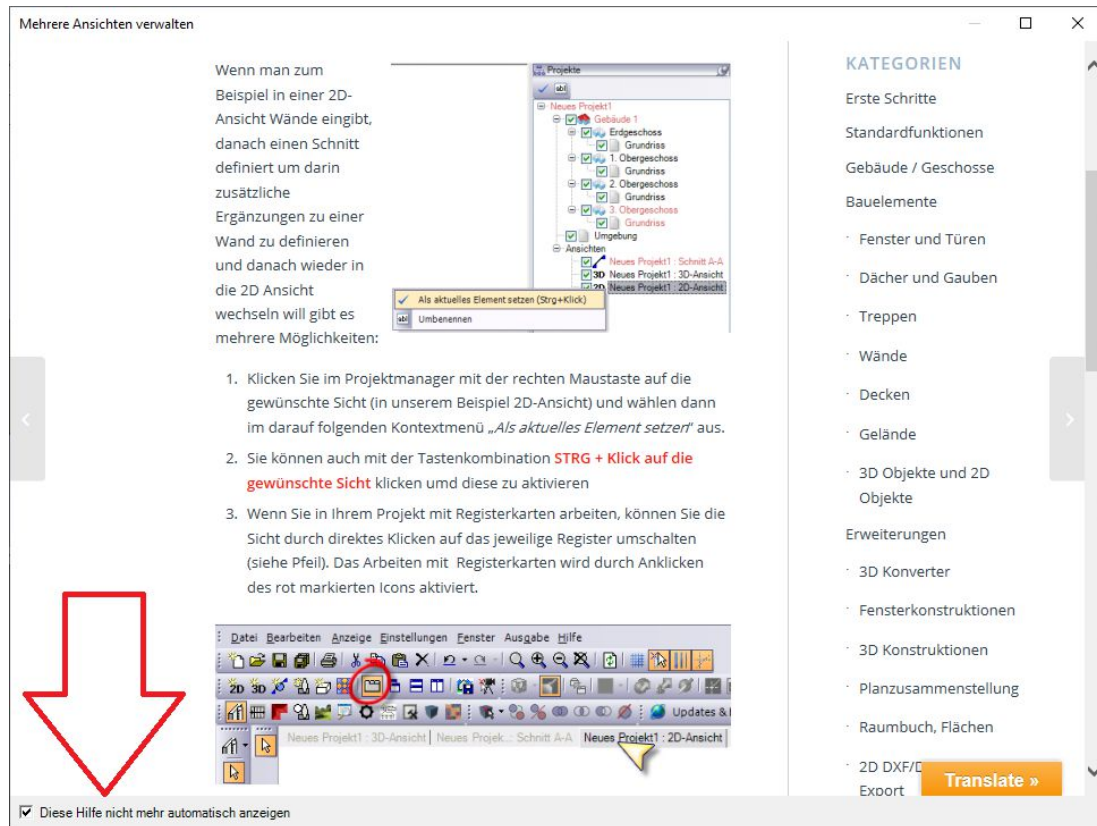 Mehrere Ansichten verwalten
Wenn man zum
Beispiel in einer 2D-
Ansicht Wände eingibt,
danach einen Schnitt
definiert um darin
zusätzliche
Ergänzungen zu einer
Wand zu definieren
und danach wieder in
die 2D Ansicht
wechseln will gibt es
mehrere Möglichkeiten:
Projekte
abl
Neues Projekt1
Gebäude 1
Erdgeschoss
Grundriss
1. Obergeschoss
Grundriss
2. Obergeschoss
Grundriss
3. Obergeschoss
Grundriss
Umgebung
Ansichten
Neues Projekt1 : Schnitt A-A
3D Neues Projekt1 : 3D-Ansicht
2D Neues Projekt1 : 2D-Ansicht
Als aktuelles Element setzen (Strg+Klick)
abl Umbenennen
1. Klicken Sie im Projektmanager mit der rechten Maustaste auf die
gewünschte Sicht (in unserem Beispiel 2D-Ansicht) und wählen dann
im darauf folgenden Kontextmenü „Als aktuelles Element setzen“ aus.
2. Sie können auch mit der Tastenkombination STRG + Klick auf die
gewünschte Sicht klicken umd diese zu aktivieren
3. Wenn Sie in Ihrem Projekt mit Registerkarten arbeiten, können Sie die
Sicht durch direktes Klicken auf das jeweilige Register umschalten
(siehe Pfeil). Das Arbeiten mit Registerkarten wird durch Anklicken
des rot markierten Icons aktiviert.
Datei Bearbeiten Anzeige Einstellungen Fenster Ausgabe Hilfe
2D 3D
Updates &
Neues Projekt1 : 3D-Ansicht Neues Projek...: Schnitt A-A Neues Projekt1 : 2D-Ansicht
KATEGORIEN
Erste Schritte
Standardfunktionen
Gebäude / Geschosse
Bauelemente
Fenster und Türen
Dächer und Gauben
Treppen
Wände
Decken
Gelände
3D Objekte und 2D
Objekte
Erweiterungen
3D Konverter
Fensterkonstruktionen
3D Konstruktionen
Planzusammenstellung
Raumbuch, Flächen
2D DXF/D
Export
Translate »
Diese Hilfe nicht mehr automatisch anzeigen